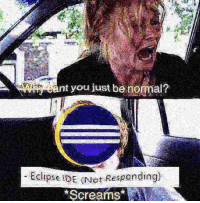 Why cant you just be normal?
- Eclipse IDE (Not Responding)
*Screams*